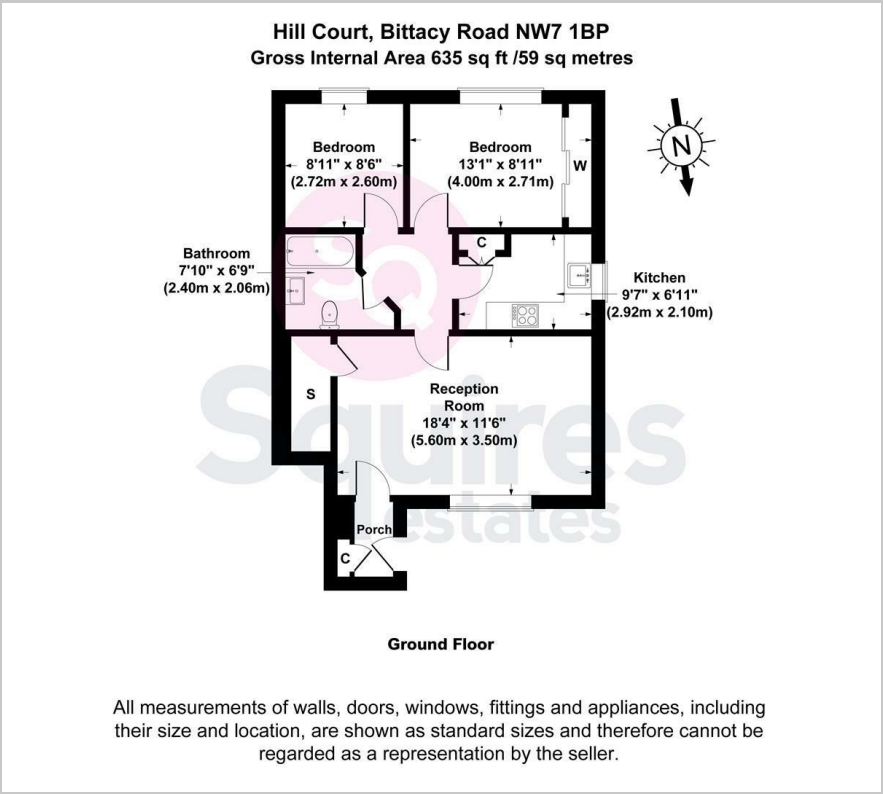 Hill Court, Bittacy Road NW7 1BP
Gross Internal Area 635 sq ft /59 sq metres
N
Bedroom
8'11" x 8'6"
(2.72m x 2.60m)
Bedroom
13'1" x 8'11"
(4.00m x 2.71m)
W
Bathroom
7'10" x 6'9"
(2.40m x 2.06m)
C
Kitchen
9'7" x 6'11"
(2.92m x 2.10m)
SQ
S
Reception
Room
18'4" x 11'6"
(5.60m x 3.50m)
Squires
estates
Porch
C
Ground Floor
All measurements of walls, doors, windows, fittings and appliances, including
their size and location, are shown as standard sizes and therefore cannot be
regarded as a representation by the seller.